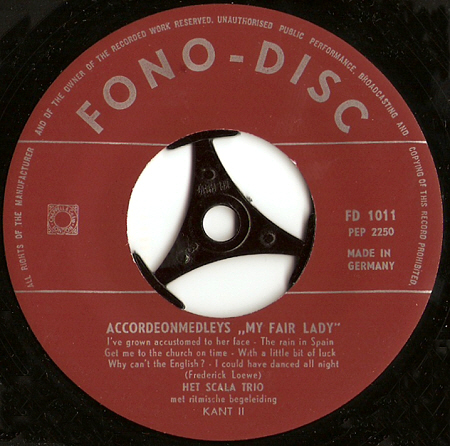 ALL RIGHTS OF THE MANUFACTURER AND OF THE OWNER OF THE RECORDED WORK RESERVED. UNAUTHORISED PUBLIC PERFORMANCE, BROADCASTING AND COPYING OF THIS RECORD PROHIBITED.
FONO-DISC
FD 1011
PEP 2250
MADE IN
GERMANY
ACCORDEONMEDLEYS „MY FAIR LADY"
I've grown accustomed to her face - The rain in Spain
Get me to the church on time - With a little bit of luck
Why can't the English? - I could have danced all night
(Frederick Loewe)
HET SCALA TRIO
met ritmische begeleiding
KANT II